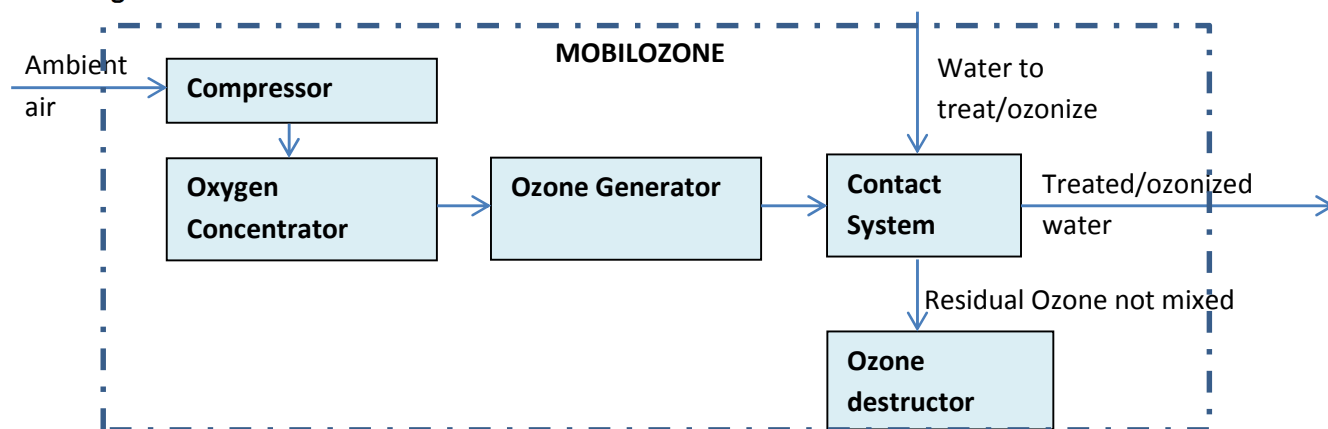 MOBILOZONE
Ambient
air
Compressor
Water to
treat/ozonize
Oxygen
Concentrator
Ozone Generator
Contact
System
Treated/ozonized
water
Residual Ozone not mixed
Ozone
destructor